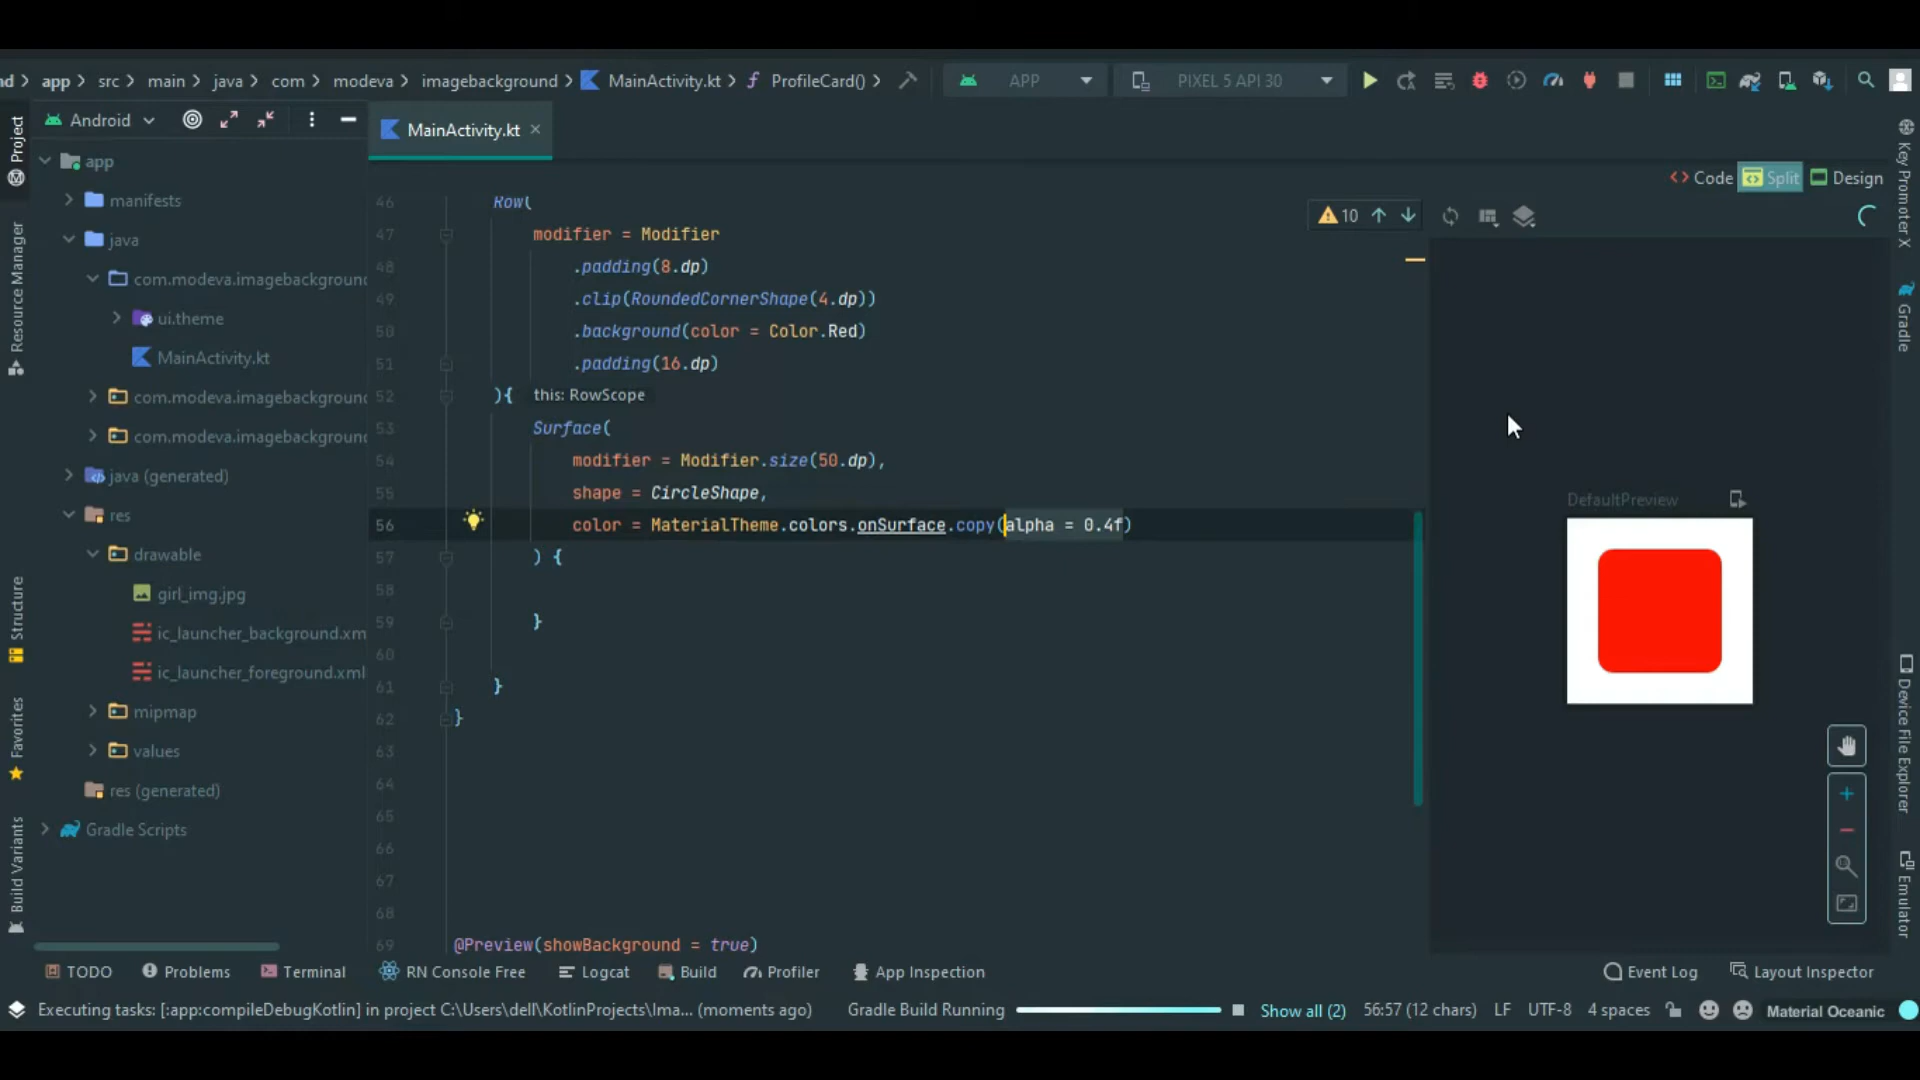 nd > app > src > main > java > com > modeva > imagebackground > MainActivity.kt > ProfileCard() >
APP
PIXEL 5 API 30
Project
Resource Manager
Structure
Favorites
Build Variants
Android
app
manifests
java
com.modeva.imagebackground
ui.theme
MainActivity.kt
com.modeva.imagebackground
com.modeva.imagebackground
java (generated)
res
drawable
girl_img.jpg
ic_launcher_background.xm
ic_launcher_foreground.xml
mipmap
values
res (generated)
Gradle Scripts
MainActivity.kt
Code Split Design
10
46 Row(
47 modifier = Modifier
48 .padding(8.dp)
49 .clip(RoundedCornerShape(4.dp))
50 .background(color = Color.Red)
51 .padding(16.dp)
52 ){ this: RowScope
53 Surface(
54 modifier = Modifier.size(50.dp),
55 shape = CircleShape,
56 color = MaterialTheme.colors.onSurface.copy(alpha = 0.4f)
57 ) {
58
59 }
60
61 }
62 }
63
64
65
66
67
68
69 @Preview(showBackground = true)
DefaultPreview
Key Promoter X
Gradle
Device File Explorer
Emulator
TODO Problems Terminal RN Console Free Logcat Build Profiler App Inspection Event Log Layout Inspector
Executing tasks: [:app:compileDebugKotlin] in project C:\Users\dell\KotlinProjects\Ima... (moments ago) Gradle Build Running Show all (2) 56:57 (12 chars) LF UTF-8 4 spaces Material Oceanic